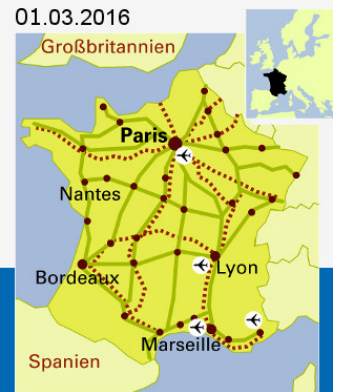 01.03.2016
Großbritannien
Paris
Nantes
Bordeaux
Lyon
Marseille
Spanien